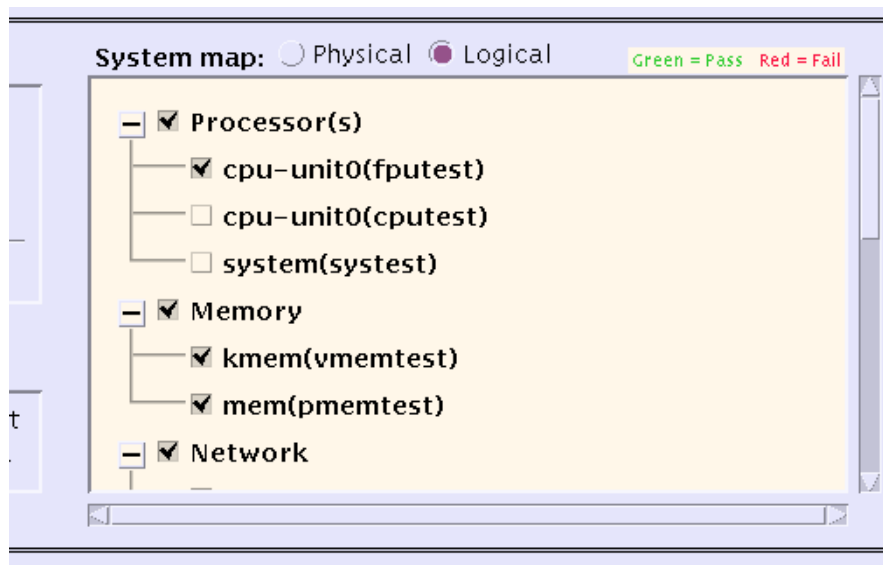 System map: Physical Logical Green = Pass Red = Fail
Processor(s)
cpu-unit0(fputest)
cpu-unit0(cputest)
system(systest)
Memory
kmem(vmemtest)
mem(pmemtest)
t
Network